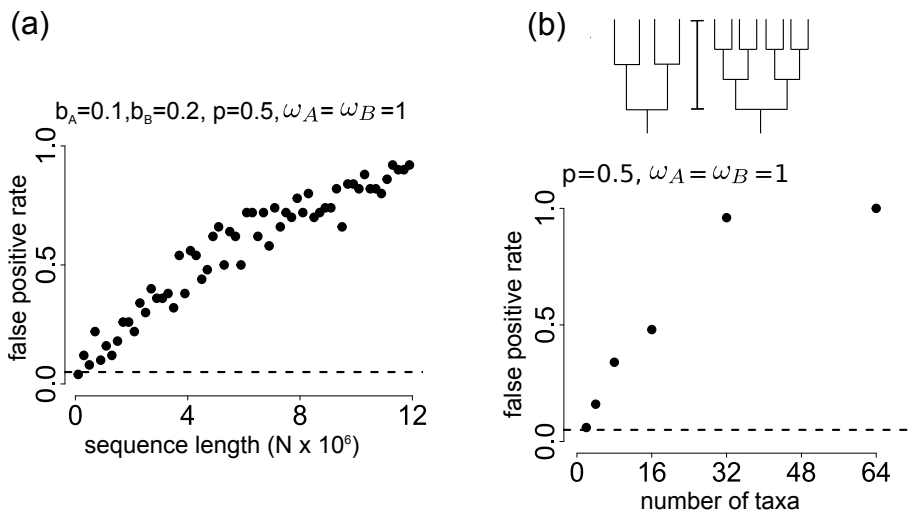 (a)
b_A=0.1,b_B=0.2, p=0.5, ω_A= ω_B=1
1.0
0.5
0.0
false positive rate
0 4 8 12
sequence length (N x 10⁶)
(b)
p=0.5, ω_A= ω_B=1
1.0
0.5
0.0
false positive rate
0 16 32 48 64
number of taxa